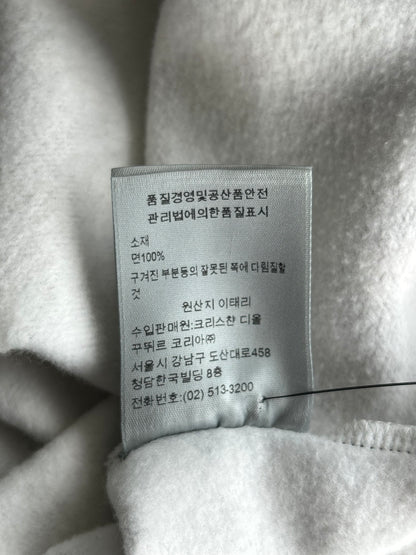 품질경영및공산품안전
관리법에의한품질표시
소재
면100%
구겨진 부분등의 잘못된 쪽에 다림질할
것
원산지 이태리
수입판매원:크리스챤 디올
꾸뛰르 코리아㈜
서울시 강남구 도산대로458
청담한국빌딩 8층
전화번호:(02) 513-3200